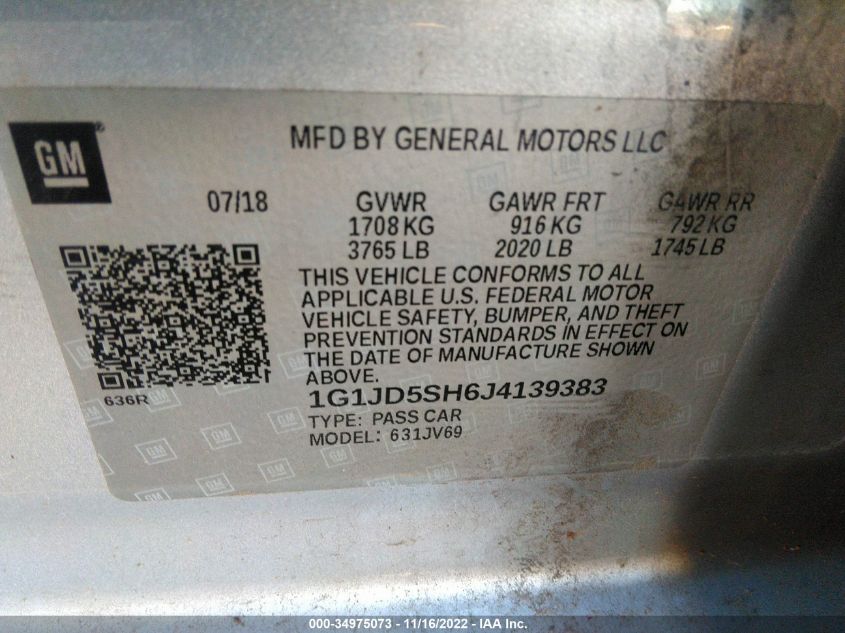 GM
MFD BY GENERAL MOTORS LLC
07/18 GVWR GAWR FRT GAWR RR
1708 KG 916 KG 792 KG
3765 LB 2020 LB 1745 LB
THIS VEHICLE CONFORMS TO ALL
APPLICABLE U.S. FEDERAL MOTOR
VEHICLE SAFETY, BUMPER, AND THEFT
PREVENTION STANDARDS IN EFFECT ON
THE DATE OF MANUFACTURE SHOWN
ABOVE.
636R
1G1JD5SH6J4139383
TYPE: PASS CAR
MODEL: 631JV69
000-34975073 - 11/16/2022 - IAA Inc.